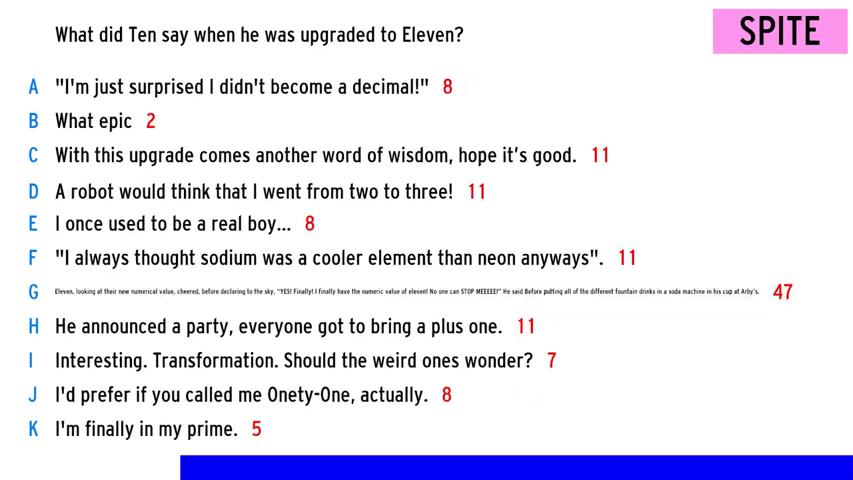 What did Ten say when he was upgraded to Eleven?
SPITE
A "I'm just surprised I didn't become a decimal!" 8
B What epic 2
C With this upgrade comes another word of wisdom, hope it’s good. 11
D A robot would think that I went from two to three! 11
E I once used to be a real boy... 8
F "I always thought sodium was a cooler element than neon anyways". 11
G Eleven, looking at their new numerical value, cheered, before declaring to the sky, "YES! Finally! I finally have the numeric value of eleven! No one can STOP MEEEEE!" He said Before putting all of the different fountain drinks in a soda machine in his cup at Arby's. 47
H He announced a party, everyone got to bring a plus one. 11
I Interesting. Transformation. Should the weird ones wonder? 7
J I'd prefer if you called me Onety-One, actually. 8
K I'm finally in my prime. 5